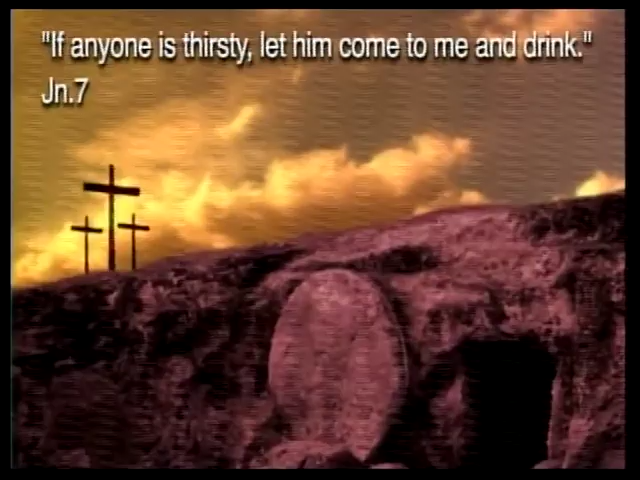 "If anyone is thirsty, let him come to me and drink."
Jn.7